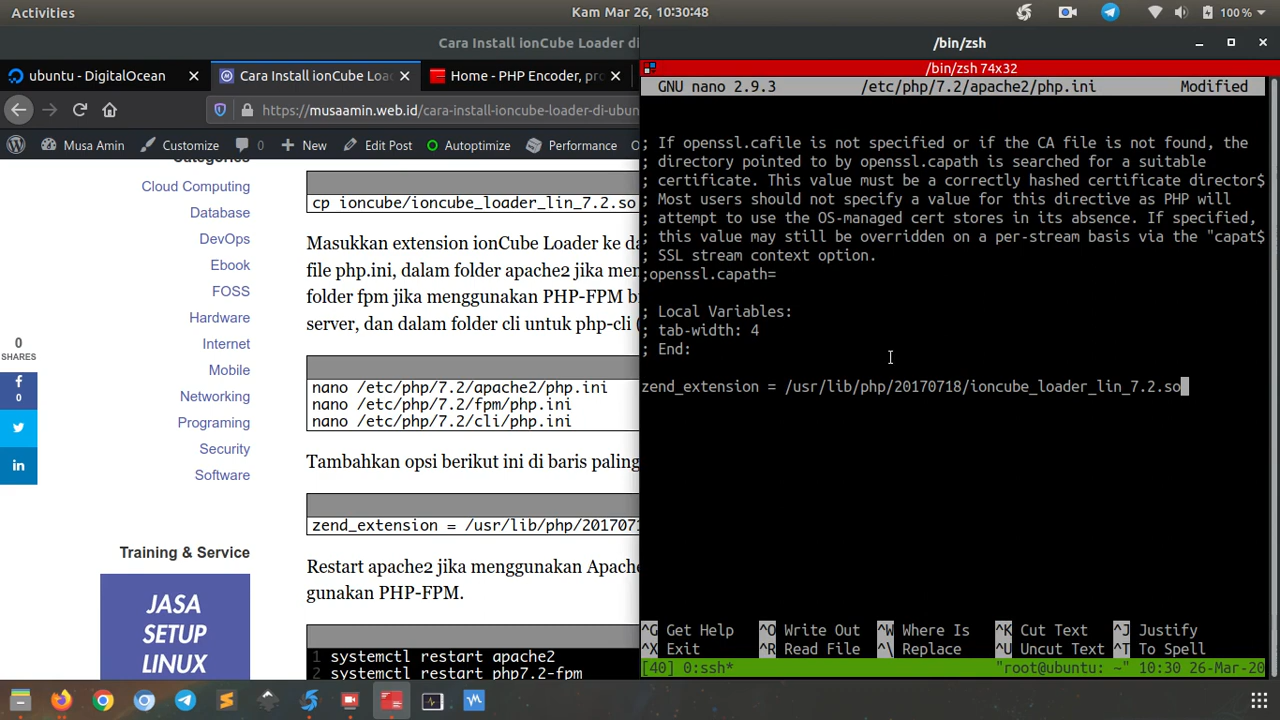 Activities
Kam Mar 26, 10:30:48
100 %
Cara Install ionCube Loader di
ubuntu - DigitalOcean
Cara Install ionCube Loa
Home - PHP Encoder, pro
https://musaamin.web.id/cara-install-ioncube-loader-di-ubun
Musa Amin
Customize
0
New
Edit Post
Autoptimize
Performance
Categories
Cloud Computing
Database
DevOps
Ebook
FOSS
Hardware
Internet
Mobile
Networking
Programing
Security
Software
0
SHARES
0
Training & Service
JASA
SETUP
LINUX
cp ioncube/ioncube_loader_lin_7.2.so
Masukkan extension ionCube Loader ke da
file php.ini, dalam folder apache2 jika men
folder fpm jika menggunakan PHP-FPM b
server, dan dalam folder cli untuk php-cli (
nano /etc/php/7.2/apache2/php.ini
nano /etc/php/7.2/fpm/php.ini
nano /etc/php/7.2/cli/php.ini
Tambahkan opsi berikut ini di baris paling
zend_extension = /usr/lib/php/201707
Restart apache2 jika menggunakan Apache
gunakan PHP-FPM.
1 systemctl restart apache2
2 systemctl restart php7.2-fpm
/bin/zsh
/bin/zsh 74x32
GNU nano 2.9.3 /etc/php/7.2/apache2/php.ini Modified
; If openssl.cafile is not specified or if the CA file is not found, the
; directory pointed to by openssl.capath is searched for a suitable
; certificate. This value must be a correctly hashed certificate director$
; Most users should not specify a value for this directive as PHP will
; attempt to use the OS-managed cert stores in its absence. If specified,
; this value may still be overridden on a per-stream basis via the "capat$
; SSL stream context option.
;openssl.capath=
; Local Variables:
; tab-width: 4
; End:
zend_extension = /usr/lib/php/20170718/ioncube_loader_lin_7.2.so
^G Get Help ^O Write Out ^W Where Is ^K Cut Text ^J Justify
^X Exit ^R Read File ^\ Replace ^U Uncut Text ^T To Spell
[40] 0:ssh* "root@ubuntu: ~" 10:30 26-Mar-20